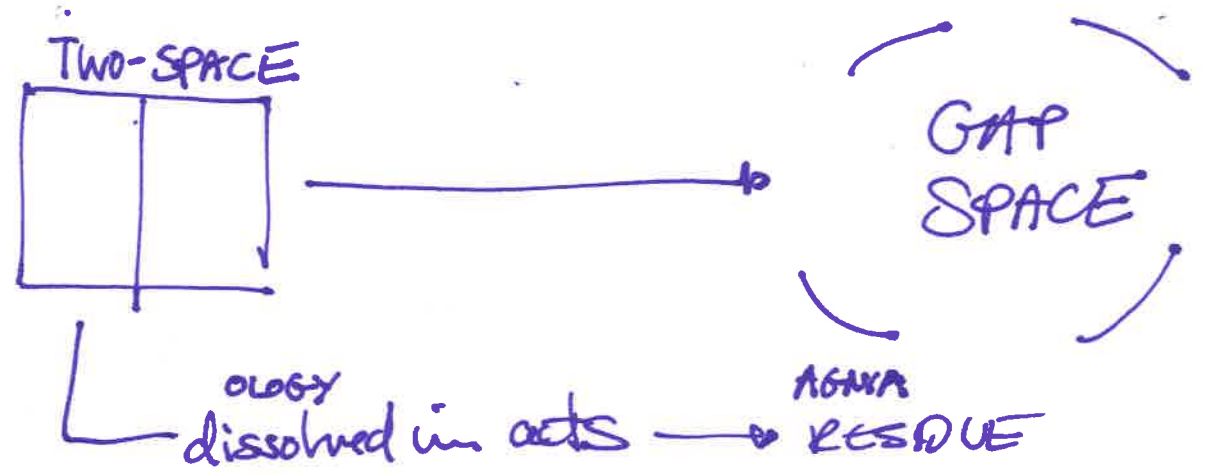 TWO-SPACE
GAP
SPACE
OLOGY
dissolved in acts
RESIDUE